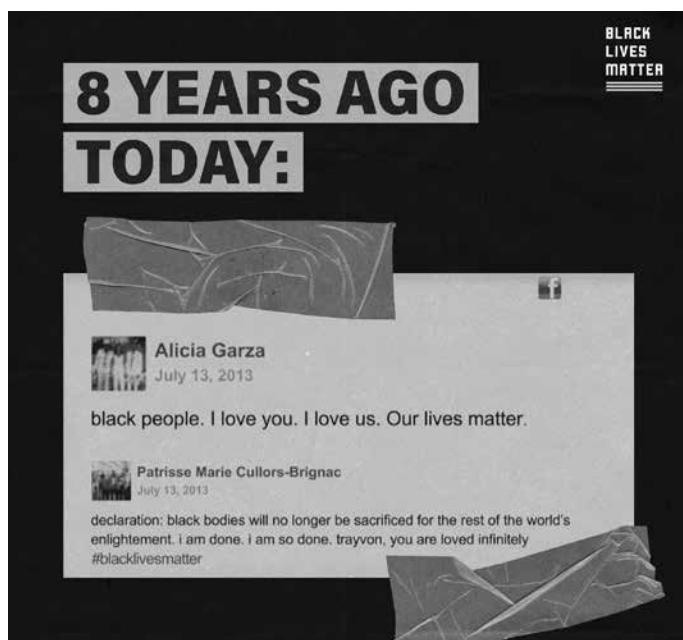 BLACK
LIVES
MATTER
8 YEARS AGO
TODAY:
f
Alicia Garza
July 13, 2013
black people. I love you. I love us. Our lives matter.
Patrisse Marie Cullors-Brignac
July 13, 2013
declaration: black bodies will no longer be sacrificed for the rest of the world's
enlightement. i am done. i am so done. trayvon, you are loved infinitely
#blacklivesmatter